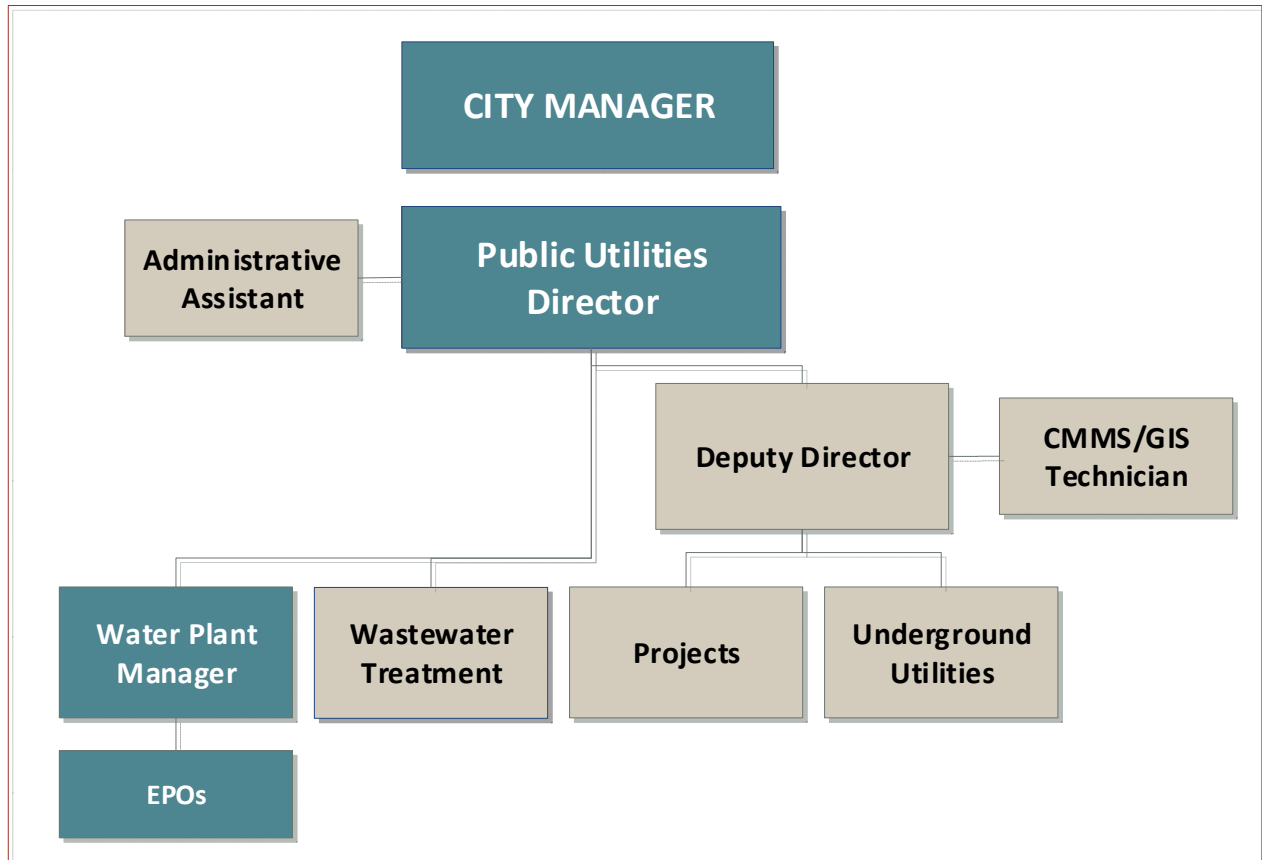 CITY MANAGER
Administrative
Assistant
Public Utilities
Director
Deputy Director
CMMS/GIS
Technician
Water Plant
Manager
Wastewater
Treatment
Projects
Underground
Utilities
EPOs